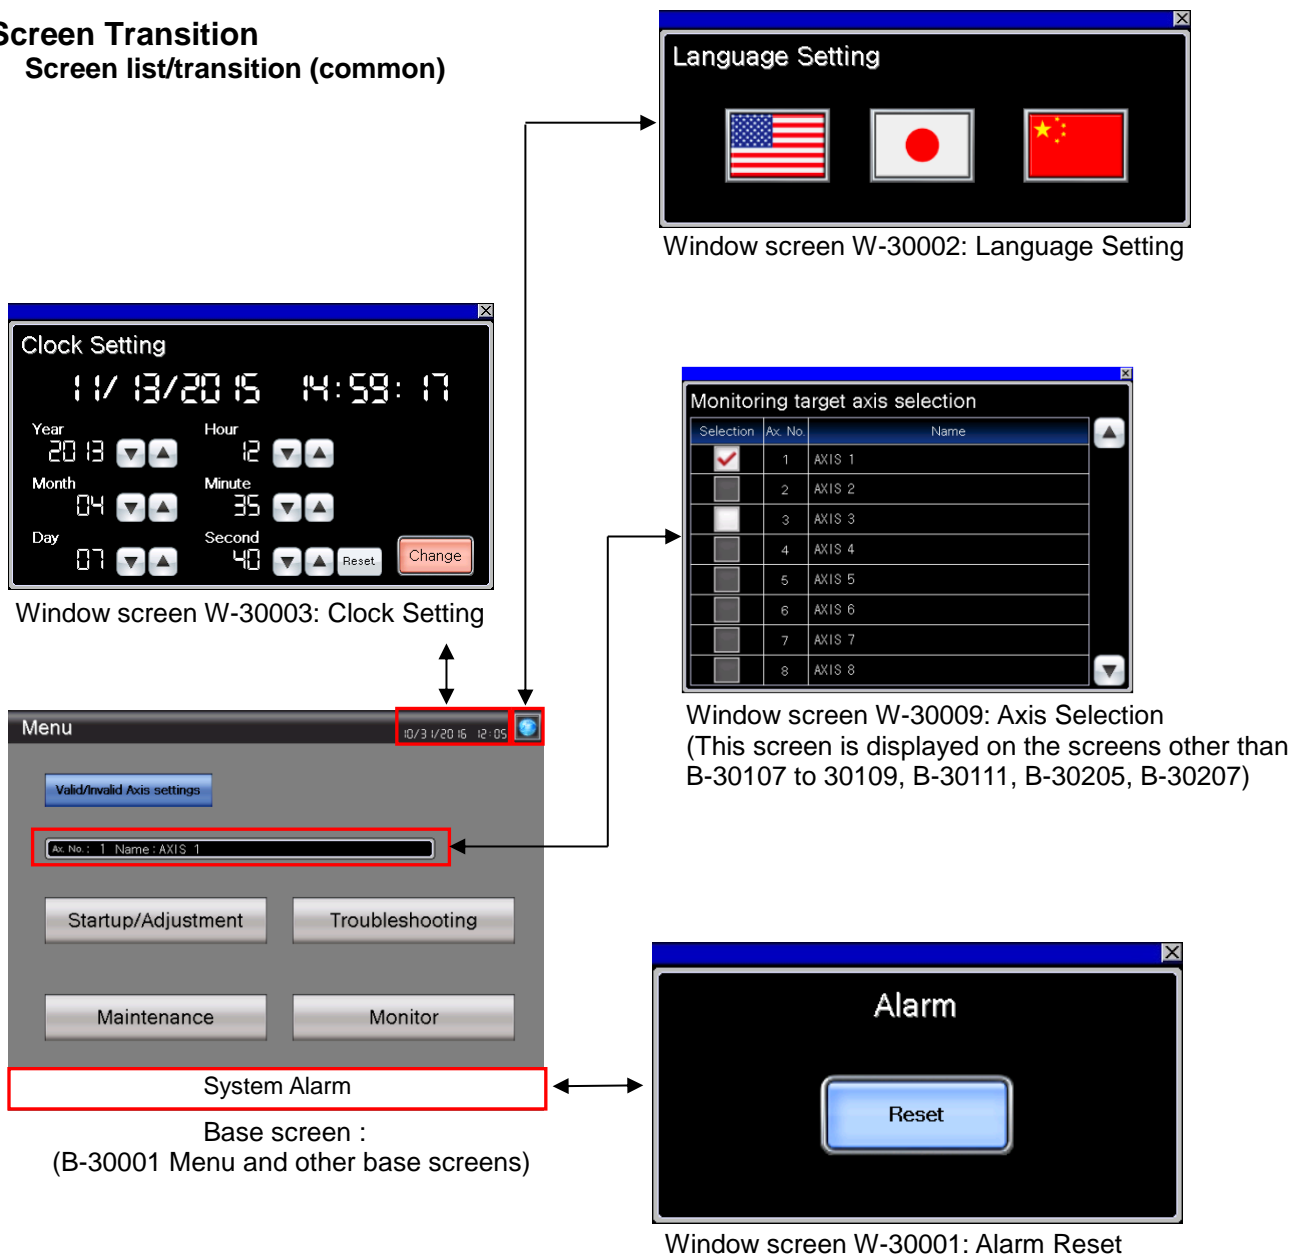 Screen Transition
Screen list/transition (common)
Language Setting
Window screen W-30002: Language Setting
Clock Setting
11/13/2015 14:59:17
Year Hour
2013 12
Month Minute
04 35
Day Second
07 40 Reset Change
Window screen W-30003: Clock Setting
Monitoring target axis selection
Selection Ax. No. Name
1 AXIS 1
2 AXIS 2
3 AXIS 3
4 AXIS 4
5 AXIS 5
6 AXIS 6
7 AXIS 7
8 AXIS 8
Window screen W-30009: Axis Selection
(This screen is displayed on the screens other than
B-30107 to 30109, B-30111, B-30205, B-30207)
Menu 10/31/2016 12:05
Valid/Invalid Axis settings
Ax. No.: 1 Name:AXIS 1
Startup/Adjustment Troubleshooting
Maintenance Monitor
System Alarm
Base screen :
(B-30001 Menu and other base screens)
Alarm
Reset
Window screen W-30001: Alarm Reset